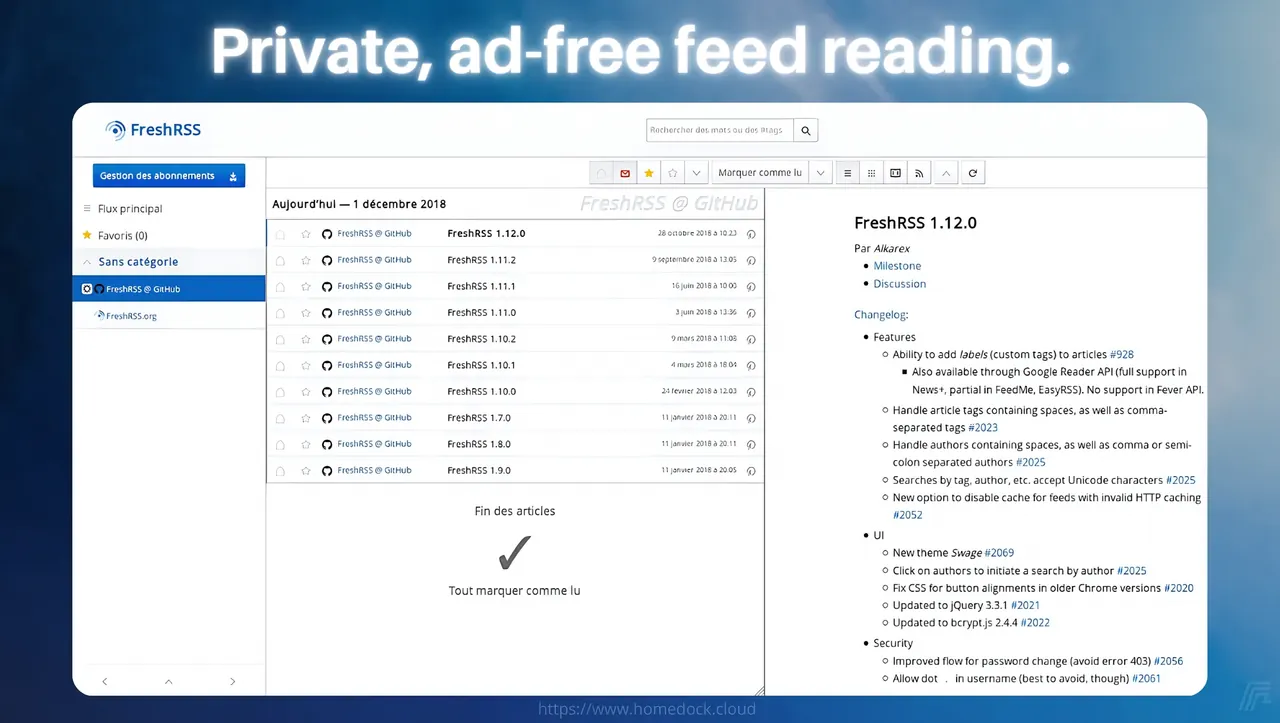 Private, ad-free feed reading.
FreshRSS
Rechercher des mots ou des #tags
Gestion des abonnements
Marquer comme lu
Flux principal
Favoris (0)
Sans catégorie
FreshRSS @ GitHub
FreshRSS.org
Aujourd'hui — 1 décembre 2018
FreshRSS @ GitHub
FreshRSS @ GitHub FreshRSS 1.12.0 28 octobre 2018 à 10:23
FreshRSS @ GitHub FreshRSS 1.11.2 9 septembre 2018 à 13:05
FreshRSS @ GitHub FreshRSS 1.11.1 16 juin 2018 à 10:00
FreshRSS @ GitHub FreshRSS 1.11.0 3 juin 2018 à 13:36
FreshRSS @ GitHub FreshRSS 1.10.2 9 mars 2018 à 11:08
FreshRSS @ GitHub FreshRSS 1.10.1 4 mars 2018 à 18:04
FreshRSS @ GitHub FreshRSS 1.10.0 24 février 2018 à 12:03
FreshRSS @ GitHub FreshRSS 1.7.0 11 janvier 2018 à 20:11
FreshRSS @ GitHub FreshRSS 1.8.0 11 janvier 2018 à 20:11
FreshRSS @ GitHub FreshRSS 1.9.0 11 janvier 2018 à 20:05
Fin des articles
Tout marquer comme lu
FreshRSS 1.12.0
Par Alkarex
Milestone
Discussion
Changelog:
Features
Ability to add labels (custom tags) to articles #928
Also available through Google Reader API (full support in
News+, partial in FeedMe, EasyRSS). No support in Fever API.
Handle article tags containing spaces, as well as comma-
separated tags #2023
Handle authors containing spaces, as well as comma or semi-
colon separated authors #2025
Searches by tag, author, etc. accept Unicode characters #2025
New option to disable cache for feeds with invalid HTTP caching
#2052
UI
New theme Swage #2069
Click on authors to initiate a search by author #2025
Fix CSS for button alignments in older Chrome versions #2020
Updated to jQuery 3.3.1 #2021
Updated to bcrypt.js 2.4.4 #2022
Security
Improved flow for password change (avoid error 403) #2056
Allow dot . in username (best to avoid, though) #2061
https://www.homedock.cloud